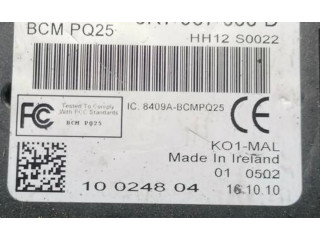 BCM PQ25
HH12 S0022
FC
Tested To Comply
With FCC Standards
BCM PQ25
IC: 8409A-BCMPQ25
CE
KO1-MAL
Made In Ireland
01 05Ω2
10 0248 04
16.10.10